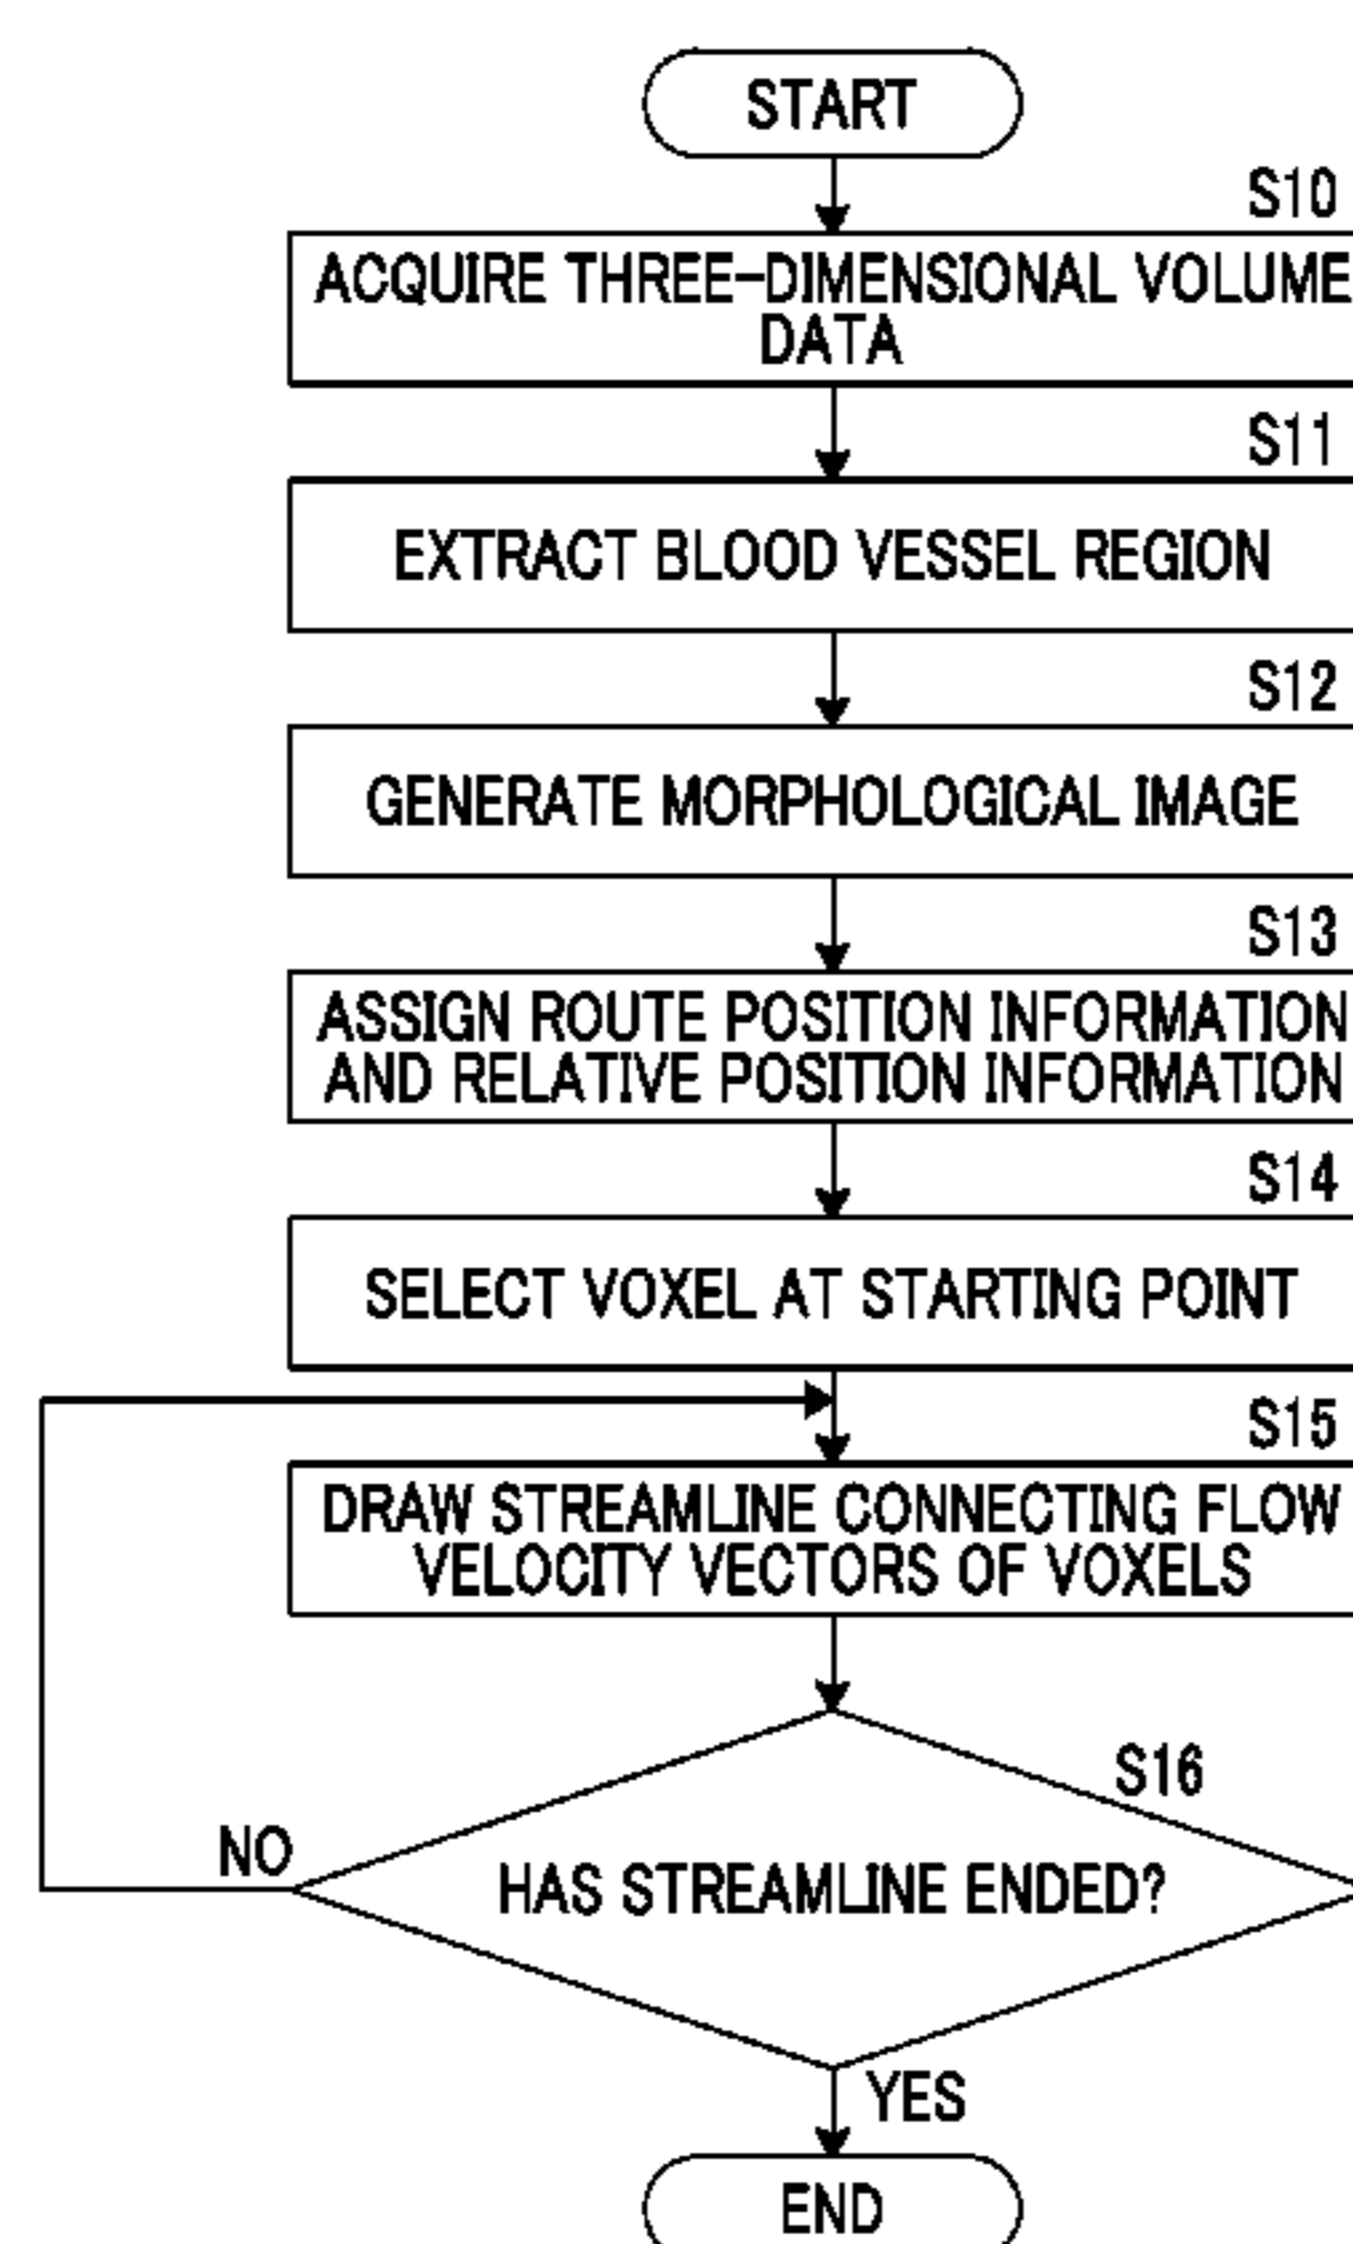 START
S10
ACQUIRE THREE-DIMENSIONAL VOLUME
DATA
S11
EXTRACT BLOOD VESSEL REGION
S12
GENERATE MORPHOLOGICAL IMAGE
S13
ASSIGN ROUTE POSITION INFORMATION
AND RELATIVE POSITION INFORMATION
S14
SELECT VOXEL AT STARTING POINT
S15
DRAW STREAMLINE CONNECTING FLOW
VELOCITY VECTORS OF VOXELS
S16
NO
HAS STREAMLINE ENDED?
YES
END